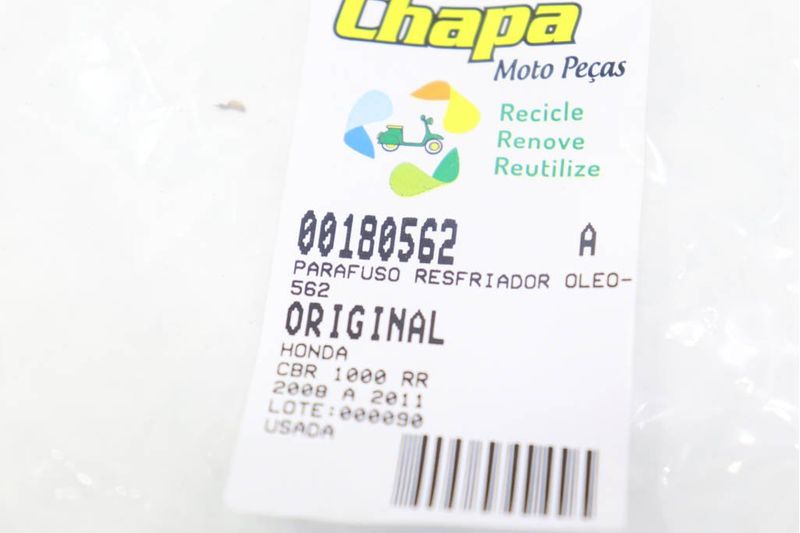 Chapa
Moto Peças
Recicle
Renove
Reutilize
00180562 A
PARAFUSO RESFRIADOR OLEO-
562
ORIGINAL
HONDA
CBR 1000 RR
2008 A 2011
LOTE:000090
USADA